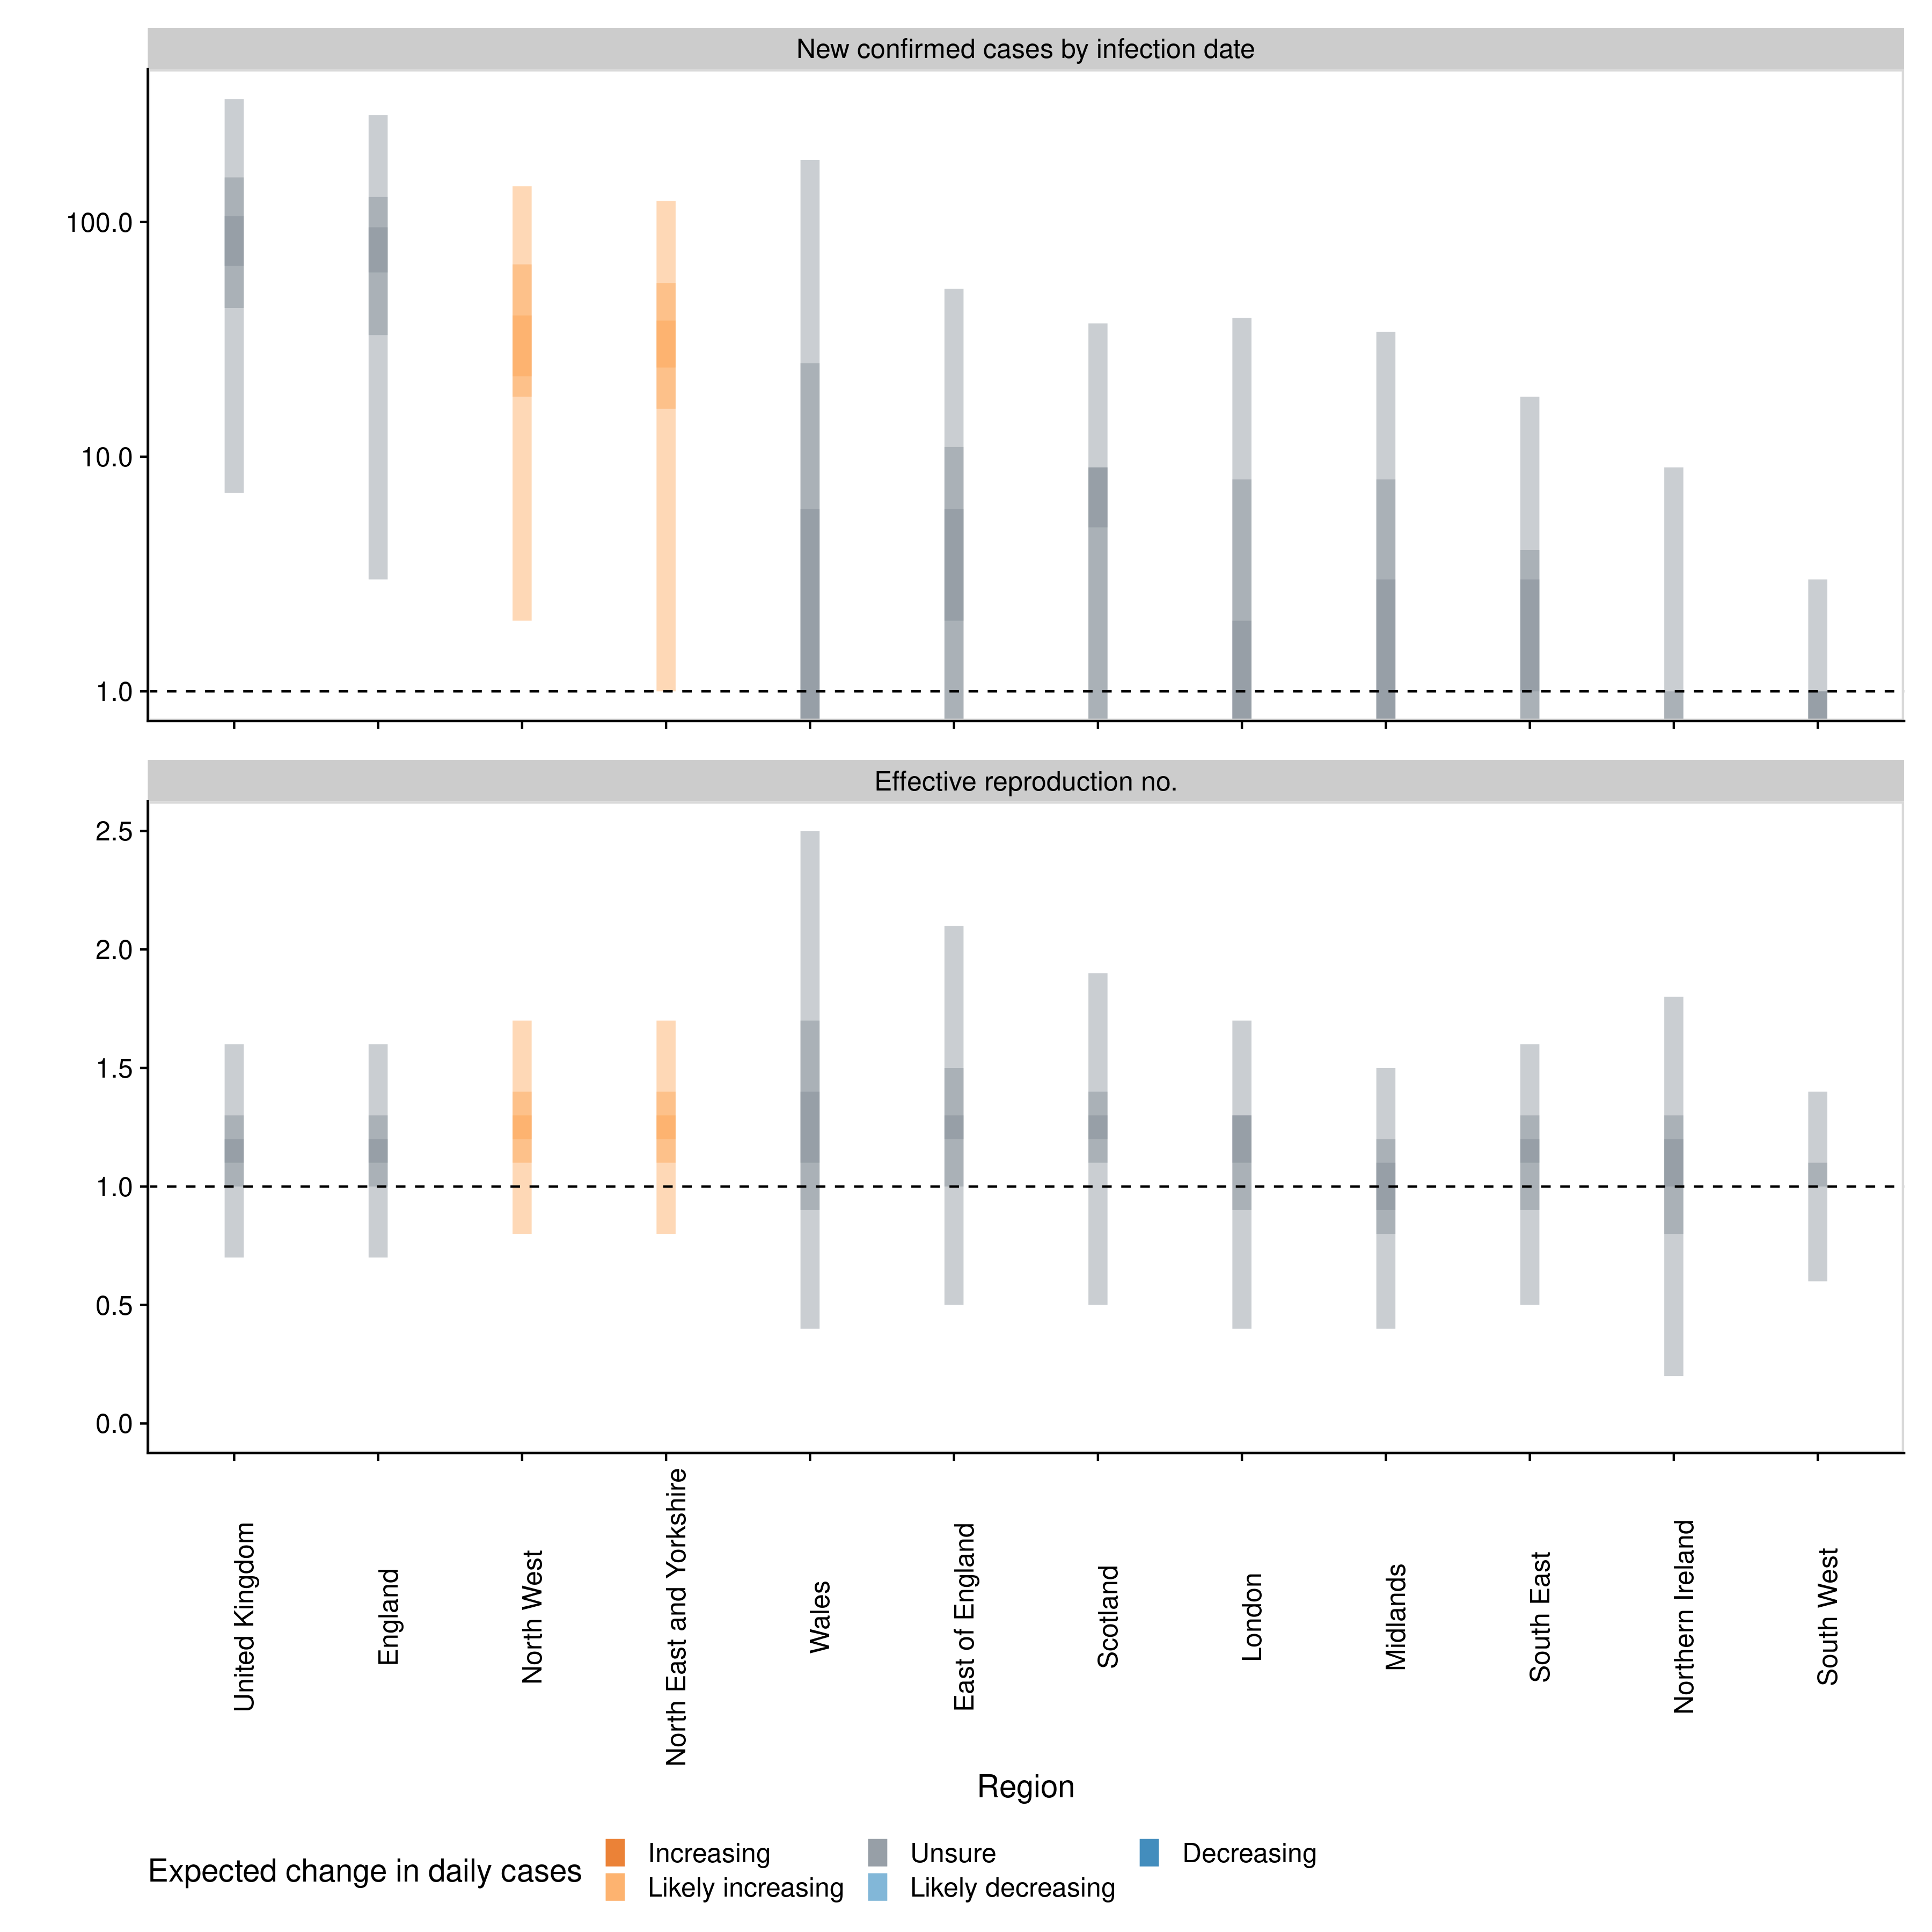 New confirmed cases by infection date
100.0
10.0
1.0
Effective reproduction no.
2.5
2.0
1.5
1.0
0.5
0.0
United Kingdom
England
North West
North East and Yorkshire
Wales
East of England
Scotland
London
Midlands
South East
Northern Ireland
South West
Region
Expected change in daily cases
Increasing
Likely increasing
Unsure
Likely decreasing
Decreasing